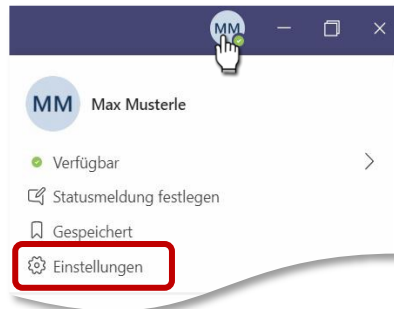 MM
MM Max Musterle
Verfügbar
Statusmeldung festlegen
Gespeichert
Einstellungen